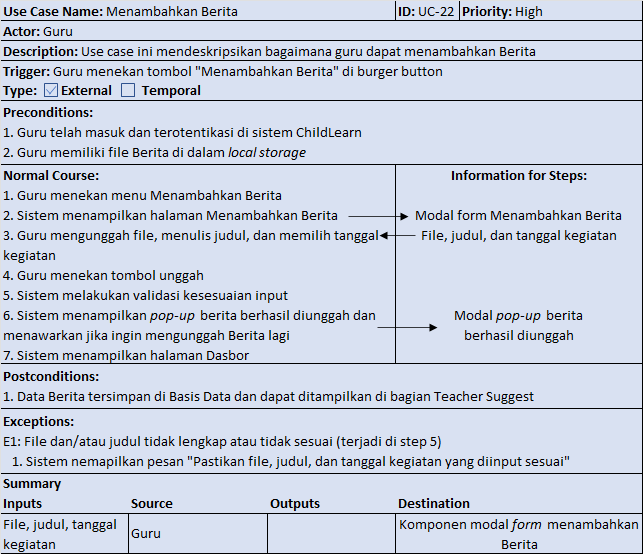 Use Case Name: Menambahkan Berita ID: UC-22 Priority: High
Actor: Guru
Description: Use case ini mendeskripsikan bagaimana guru dapat menambahkan Berita
Trigger: Guru menekan tombol "Menambahkan Berita" di burger button
Type: External Temporal
Preconditions:
1. Guru telah masuk dan terotentikasi di sistem ChildLearn
2. Guru memiliki file Berita di dalam local storage
Normal Course:
1. Guru menekan menu Menambahkan Berita
2. Sistem menampilkan halaman Menambahkan Berita
3. Guru mengunggah file, menulis judul, dan memilih tanggal
kegiatan
4. Guru menekan tombol unggah
5. Sistem melakukan validasi kesesuaian input
6. Sistem menampilkan pop-up berita berhasil diunggah dan
menawarkan jika ingin mengunggah Berita lagi
7. Sistem menampilkan halaman Dasbor
Information for Steps:
Modal form Menambahkan Berita
File, judul, dan tanggal kegiatan
Modal pop-up berita
berhasil diunggah
Postconditions:
1. Data Berita tersimpan di Basis Data dan dapat ditampilkan di bagian Teacher Suggest
Exceptions:
E1: File dan/atau judul tidak lengkap atau tidak sesuai (terjadi di step 5)
1. Sistem nemapilkan pesan "Pastikan file, judul, dan tanggal kegiatan yang diinput sesuai"
Summary
Inputs Source Outputs Destination
File, judul, tanggal
kegiatan
Guru
Komponen modal form menambahkan
Berita